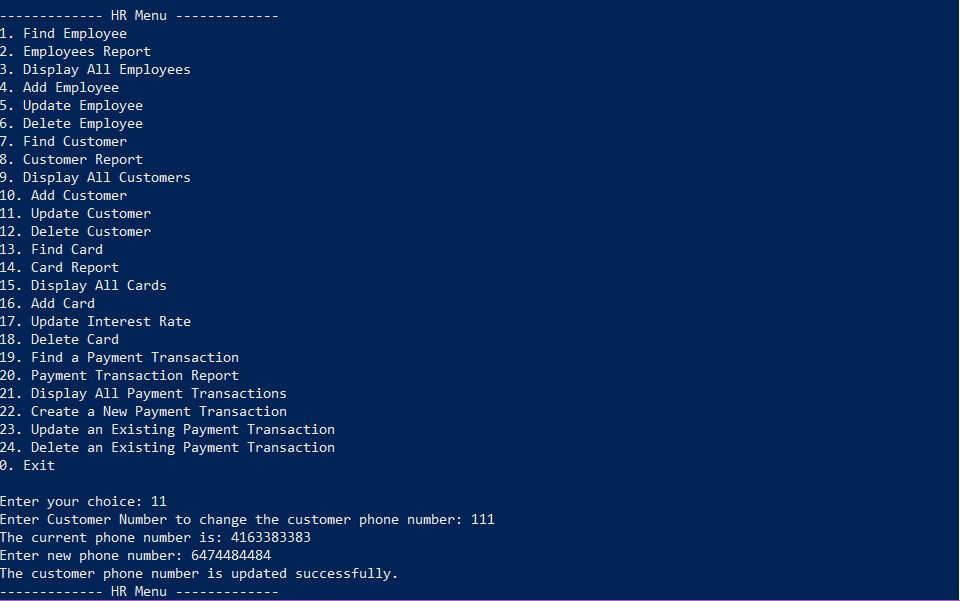 ------------- HR Menu -------------
1. Find Employee
2. Employees Report
3. Display All Employees
4. Add Employee
5. Update Employee
6. Delete Employee
7. Find Customer
8. Customer Report
9. Display All Customers
10. Add Customer
11. Update Customer
12. Delete Customer
13. Find Card
14. Card Report
15. Display All Cards
16. Add Card
17. Update Interest Rate
18. Delete Card
19. Find a Payment Transaction
20. Payment Transaction Report
21. Display All Payment Transactions
22. Create a New Payment Transaction
23. Update an Existing Payment Transaction
24. Delete an Existing Payment Transaction
0. Exit
Enter your choice: 11
Enter Customer Number to change the customer phone number: 111
The current phone number is: 4163383383
Enter new phone number: 6474484484
The customer phone number is updated successfully.
------------- HR Menu -------------